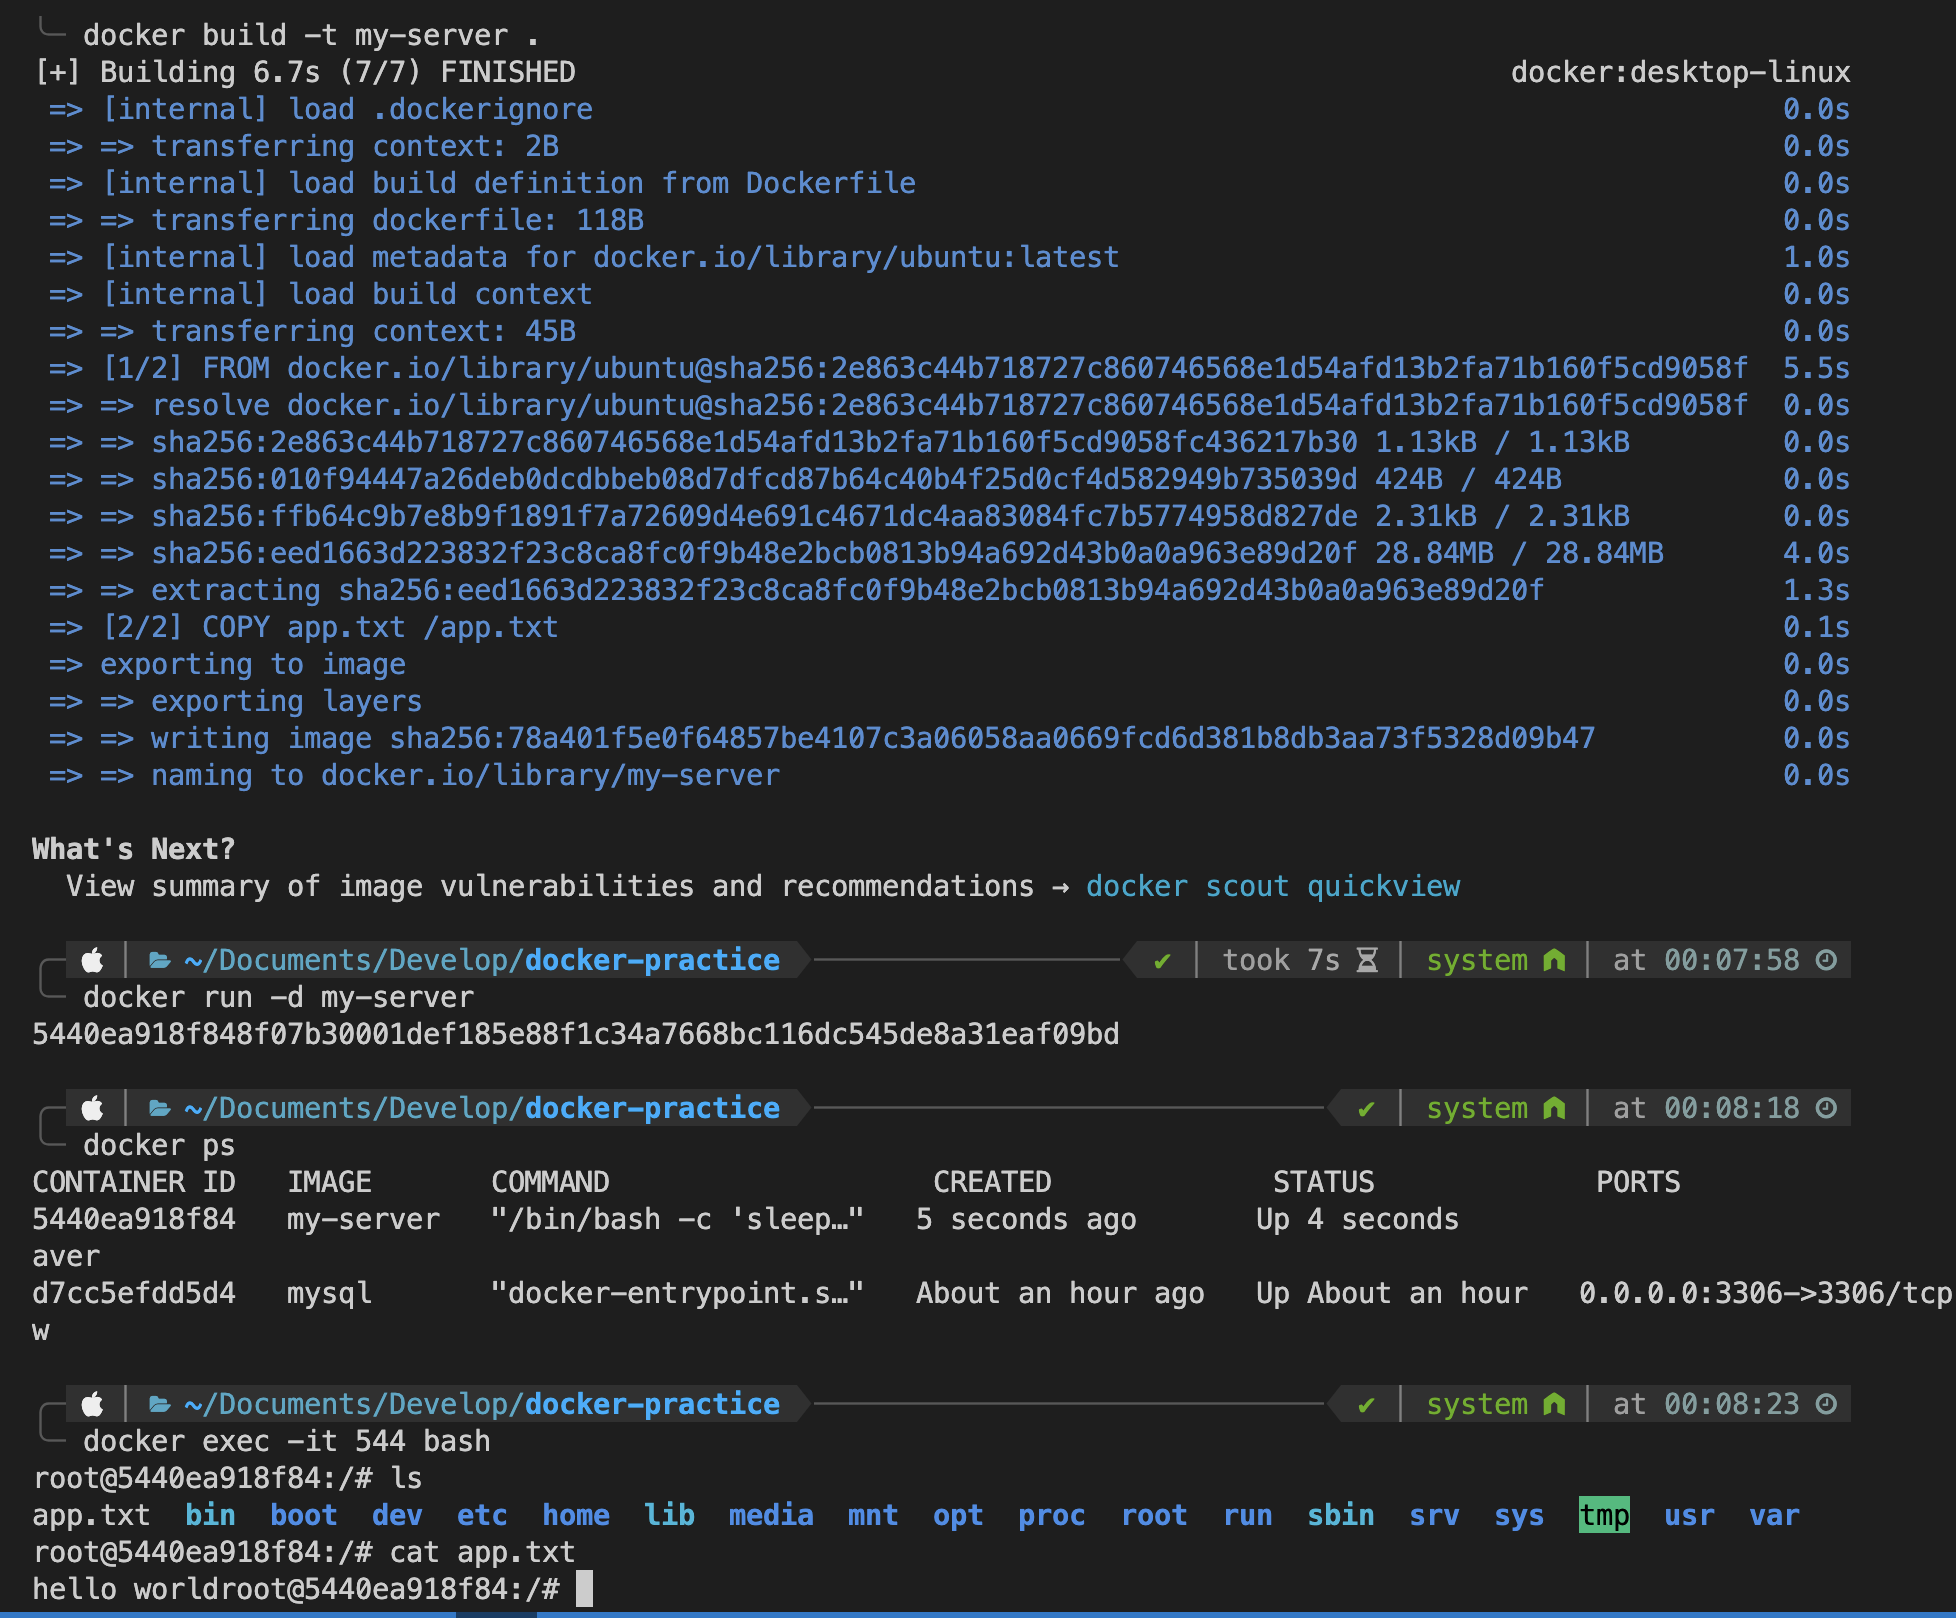 docker build -t my-server .
[+] Building 6.7s (7/7) FINISHED docker:desktop-linux
=> [internal] load .dockerignore 0.0s
=> => transferring context: 2B 0.0s
=> [internal] load build definition from Dockerfile 0.0s
=> => transferring dockerfile: 118B 0.0s
=> [internal] load metadata for docker.io/library/ubuntu:latest 1.0s
=> [internal] load build context 0.0s
=> => transferring context: 45B 0.0s
=> [1/2] FROM docker.io/library/ubuntu@sha256:2e863c44b718727c860746568e1d54afd13b2fa71b160f5cd9058f 5.5s
=> => resolve docker.io/library/ubuntu@sha256:2e863c44b718727c860746568e1d54afd13b2fa71b160f5cd9058f 0.0s
=> => sha256:2e863c44b718727c860746568e1d54afd13b2fa71b160f5cd9058fc436217b30 1.13kB / 1.13kB 0.0s
=> => sha256:010f94447a26deb0dcdbbeb08d7dfcd87b64c40b4f25d0cf4d582949b735039d 424B / 424B 0.0s
=> => sha256:ffb64c9b7e8b9f1891f7a72609d4e691c4671dc4aa83084fc7b5774958d827de 2.31kB / 2.31kB 0.0s
=> => sha256:eed1663d223832f23c8ca8fc0f9b48e2bcb0813b94a692d43b0a0a963e89d20f 28.84MB / 28.84MB 4.0s
=> => extracting sha256:eed1663d223832f23c8ca8fc0f9b48e2bcb0813b94a692d43b0a0a963e89d20f 1.3s
=> [2/2] COPY app.txt /app.txt 0.1s
=> exporting to image 0.0s
=> => exporting layers 0.0s
=> => writing image sha256:78a401f5e0f64857be4107c3a06058aa0669fcd6d381b8db3aa73f5328d09b47 0.0s
=> => naming to docker.io/library/my-server 0.0s
What's Next?
View summary of image vulnerabilities and recommendations → docker scout quickview
~/Documents/Develop/docker-practice ✔ took 7s system at 00:07:58
docker run -d my-server
5440ea918f848f07b30001def185e88f1c34a7668bc116dc545de8a31eaf09bd
~/Documents/Develop/docker-practice ✔ system at 00:08:18
docker ps
CONTAINER ID IMAGE COMMAND CREATED STATUS PORTS
5440ea918f84 my-server "/bin/bash -c 'sleep…" 5 seconds ago Up 4 seconds
aver
d7cc5efdd5d4 mysql "docker-entrypoint.s…" About an hour ago Up About an hour 0.0.0.0:3306->3306/tcp
w
~/Documents/Develop/docker-practice ✔ system at 00:08:23
docker exec -it 544 bash
root@5440ea918f84:/# ls
app.txt bin boot dev etc home lib media mnt opt proc root run sbin srv sys tmp usr var
root@5440ea918f84:/# cat app.txt
hello worldroot@5440ea918f84:/#